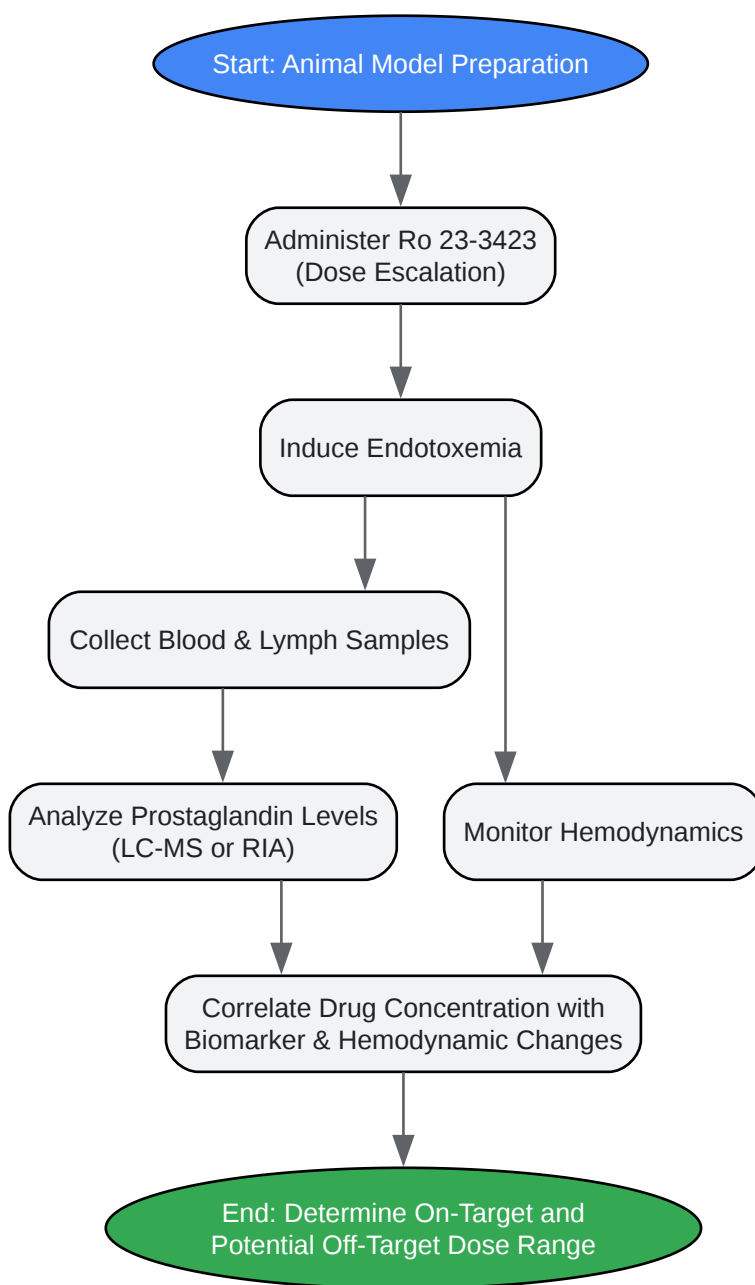 Start: Animal Model Preparation
Administer Ro 23-3423
(Dose Escalation)
Induce Endotoxemia
Collect Blood & Lymph Samples
Analyze Prostaglandin Levels
(LC-MS or RIA)
Monitor Hemodynamics
Correlate Drug Concentration with
Biomarker & Hemodynamic Changes
End: Determine On-Target and
Potential Off-Target Dose Range